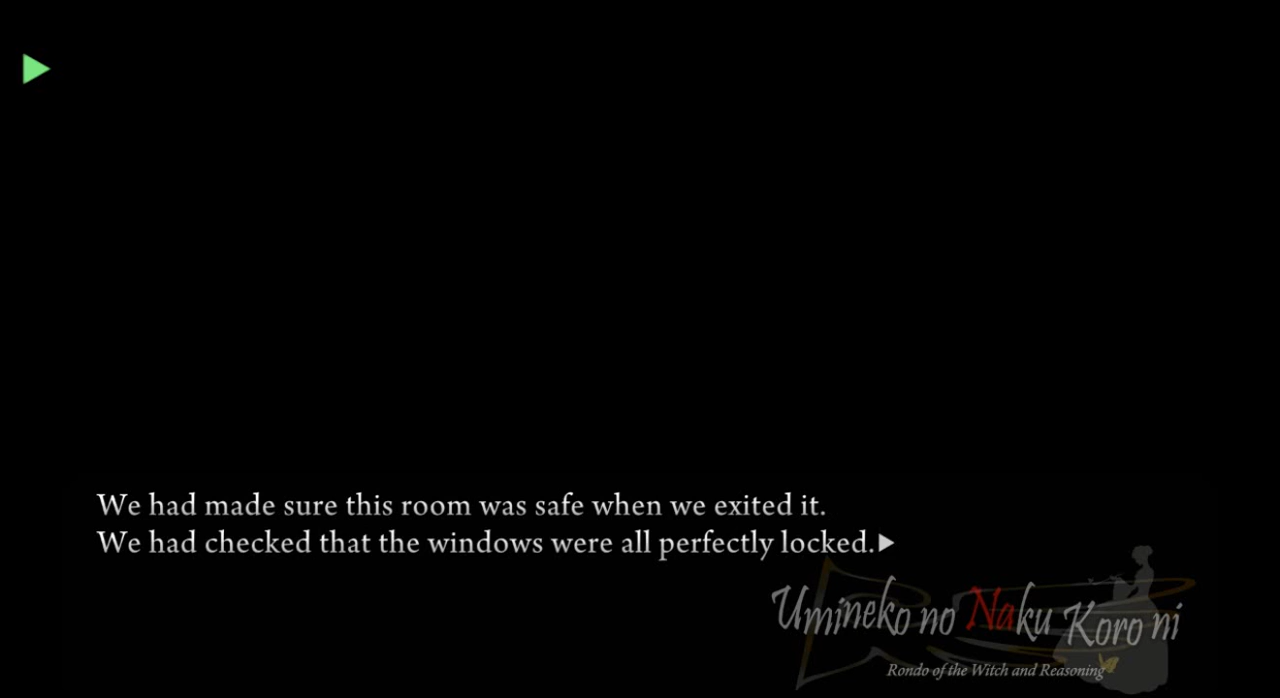 We had made sure this room was safe when we exited it.
We had checked that the windows were all perfectly locked.
Umineko no Naku Koro ni
Rondo of the Witch and Reasoning